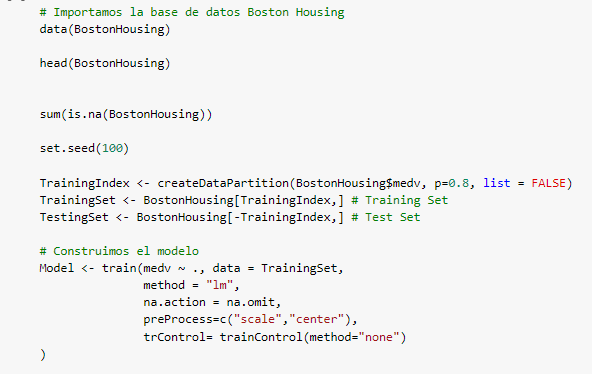 # Importamos la base de datos Boston Housing
data(BostonHousing)
head(BostonHousing)
sum(is.na(BostonHousing))
set.seed(100)
TrainingIndex <- createDataPartition(BostonHousing$medv, p=0.8, list = FALSE)
TrainingSet <- BostonHousing[TrainingIndex,] # Training Set
TestingSet <- BostonHousing[-TrainingIndex,] # Test Set
# Construimos el modelo
Model <- train(medv ~ ., data = TrainingSet,
               method = "lm",
               na.action = na.omit,
               preProcess=c("scale","center"),
               trControl= trainControl(method="none")
)